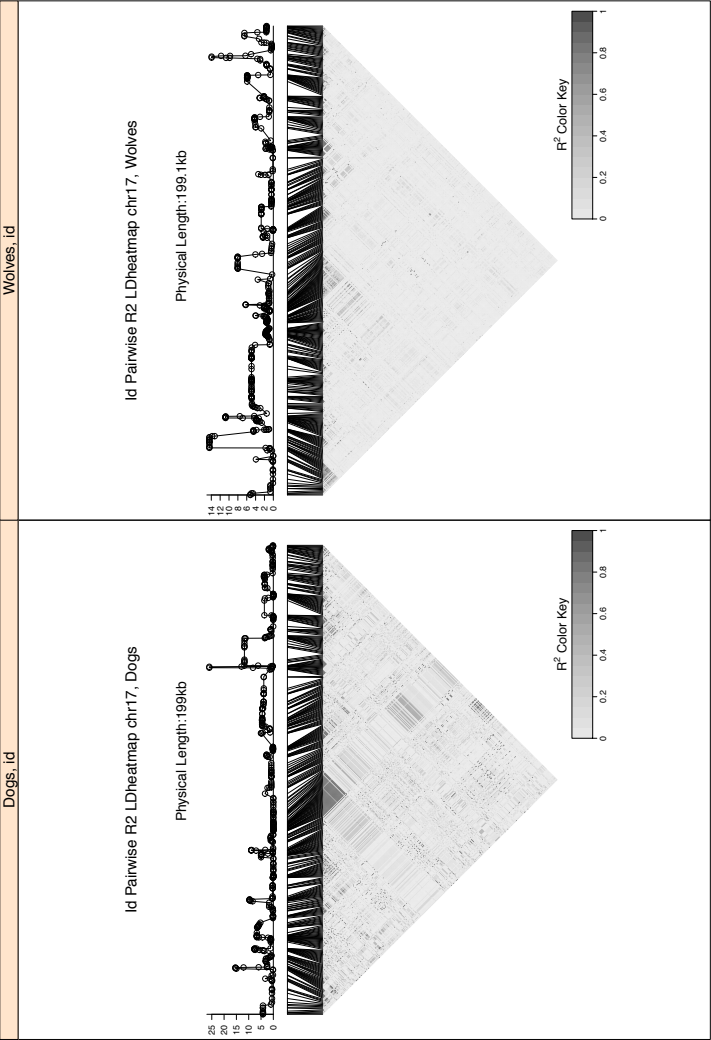 Dogs, id
Id Pairwise R2 LDheatmap chr17, Dogs
Physical Length:199kb
0 5 10 15 20 25
R² Color Key
0 0.2 0.4 0.6 0.8 1
Wolves, id
Id Pairwise R2 LDheatmap chr17, Wolves
Physical Length:199.1kb
0 2 4 6 8 10 12 14
R² Color Key
0 0.2 0.4 0.6 0.8 1